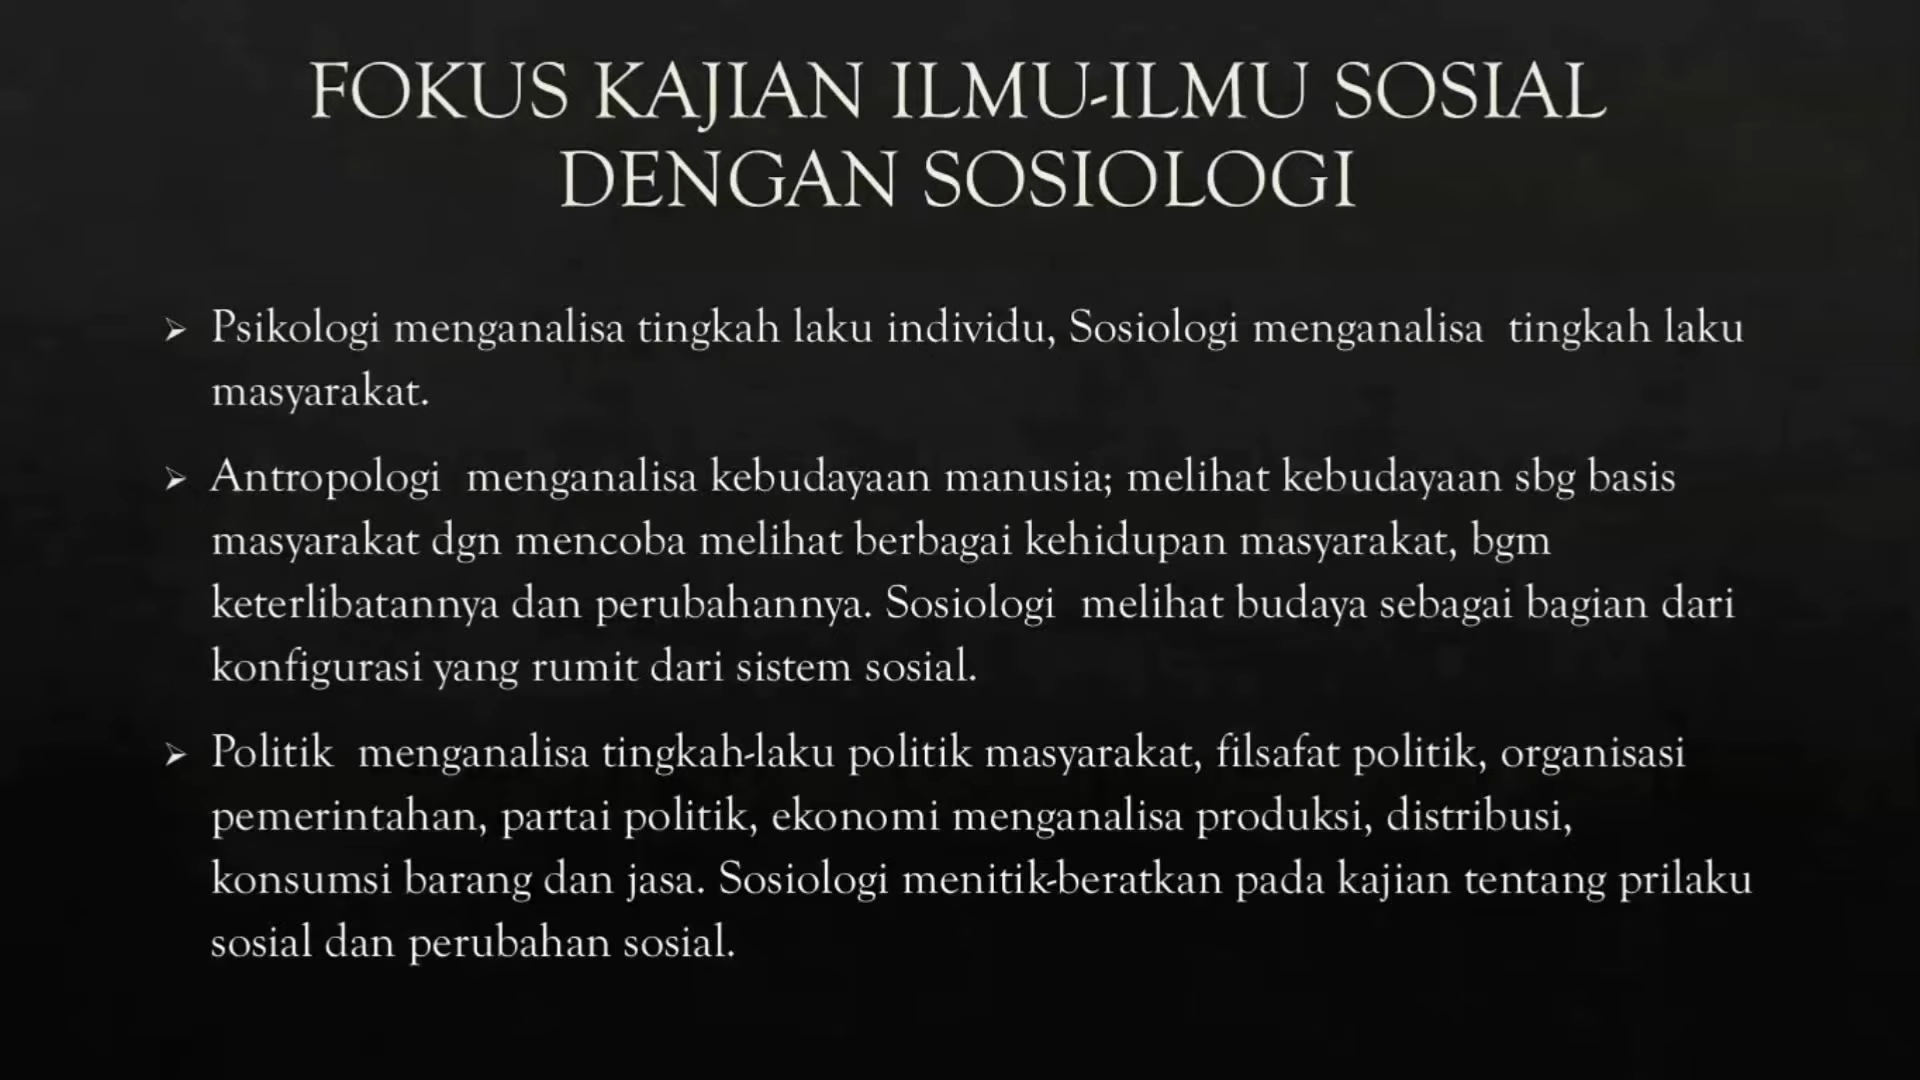 FOKUS KAJIAN ILMU-ILMU SOSIAL
DENGAN SOSIOLOGI
Psikologi menganalisa tingkah laku individu, Sosiologi menganalisa tingkah laku
masyarakat.
Antropologi menganalisa kebudayaan manusia; melihat kebudayaan sbg basis
masyarakat dgn mencoba melihat berbagai kehidupan masyarakat, bgm
keterlibatannya dan perubahannya. Sosiologi melihat budaya sebagai bagian dari
konfigurasi yang rumit dari sistem sosial.
Politik menganalisa tingkah-laku politik masyarakat, filsafat politik, organisasi
pemerintahan, partai politik, ekonomi menganalisa produksi, distribusi,
konsumsi barang dan jasa. Sosiologi menitik-beratkan pada kajian tentang prilaku
sosial dan perubahan sosial.